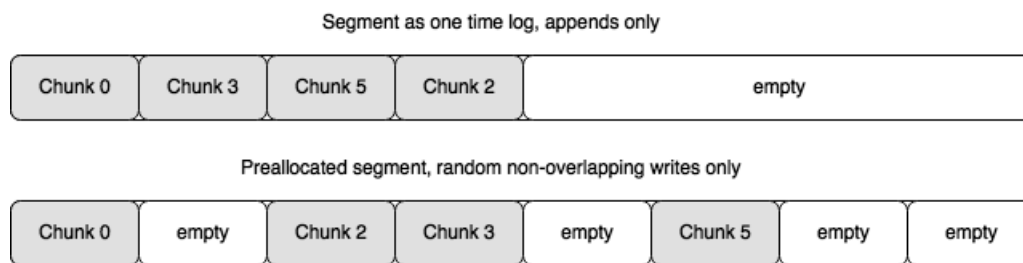 Segment as one time log, appends only
Chunk 0 Chunk 3 Chunk 5 Chunk 2 empty
Preallocated segment, random non-overlapping writes only
Chunk 0 empty Chunk 2 Chunk 3 empty Chunk 5 empty empty